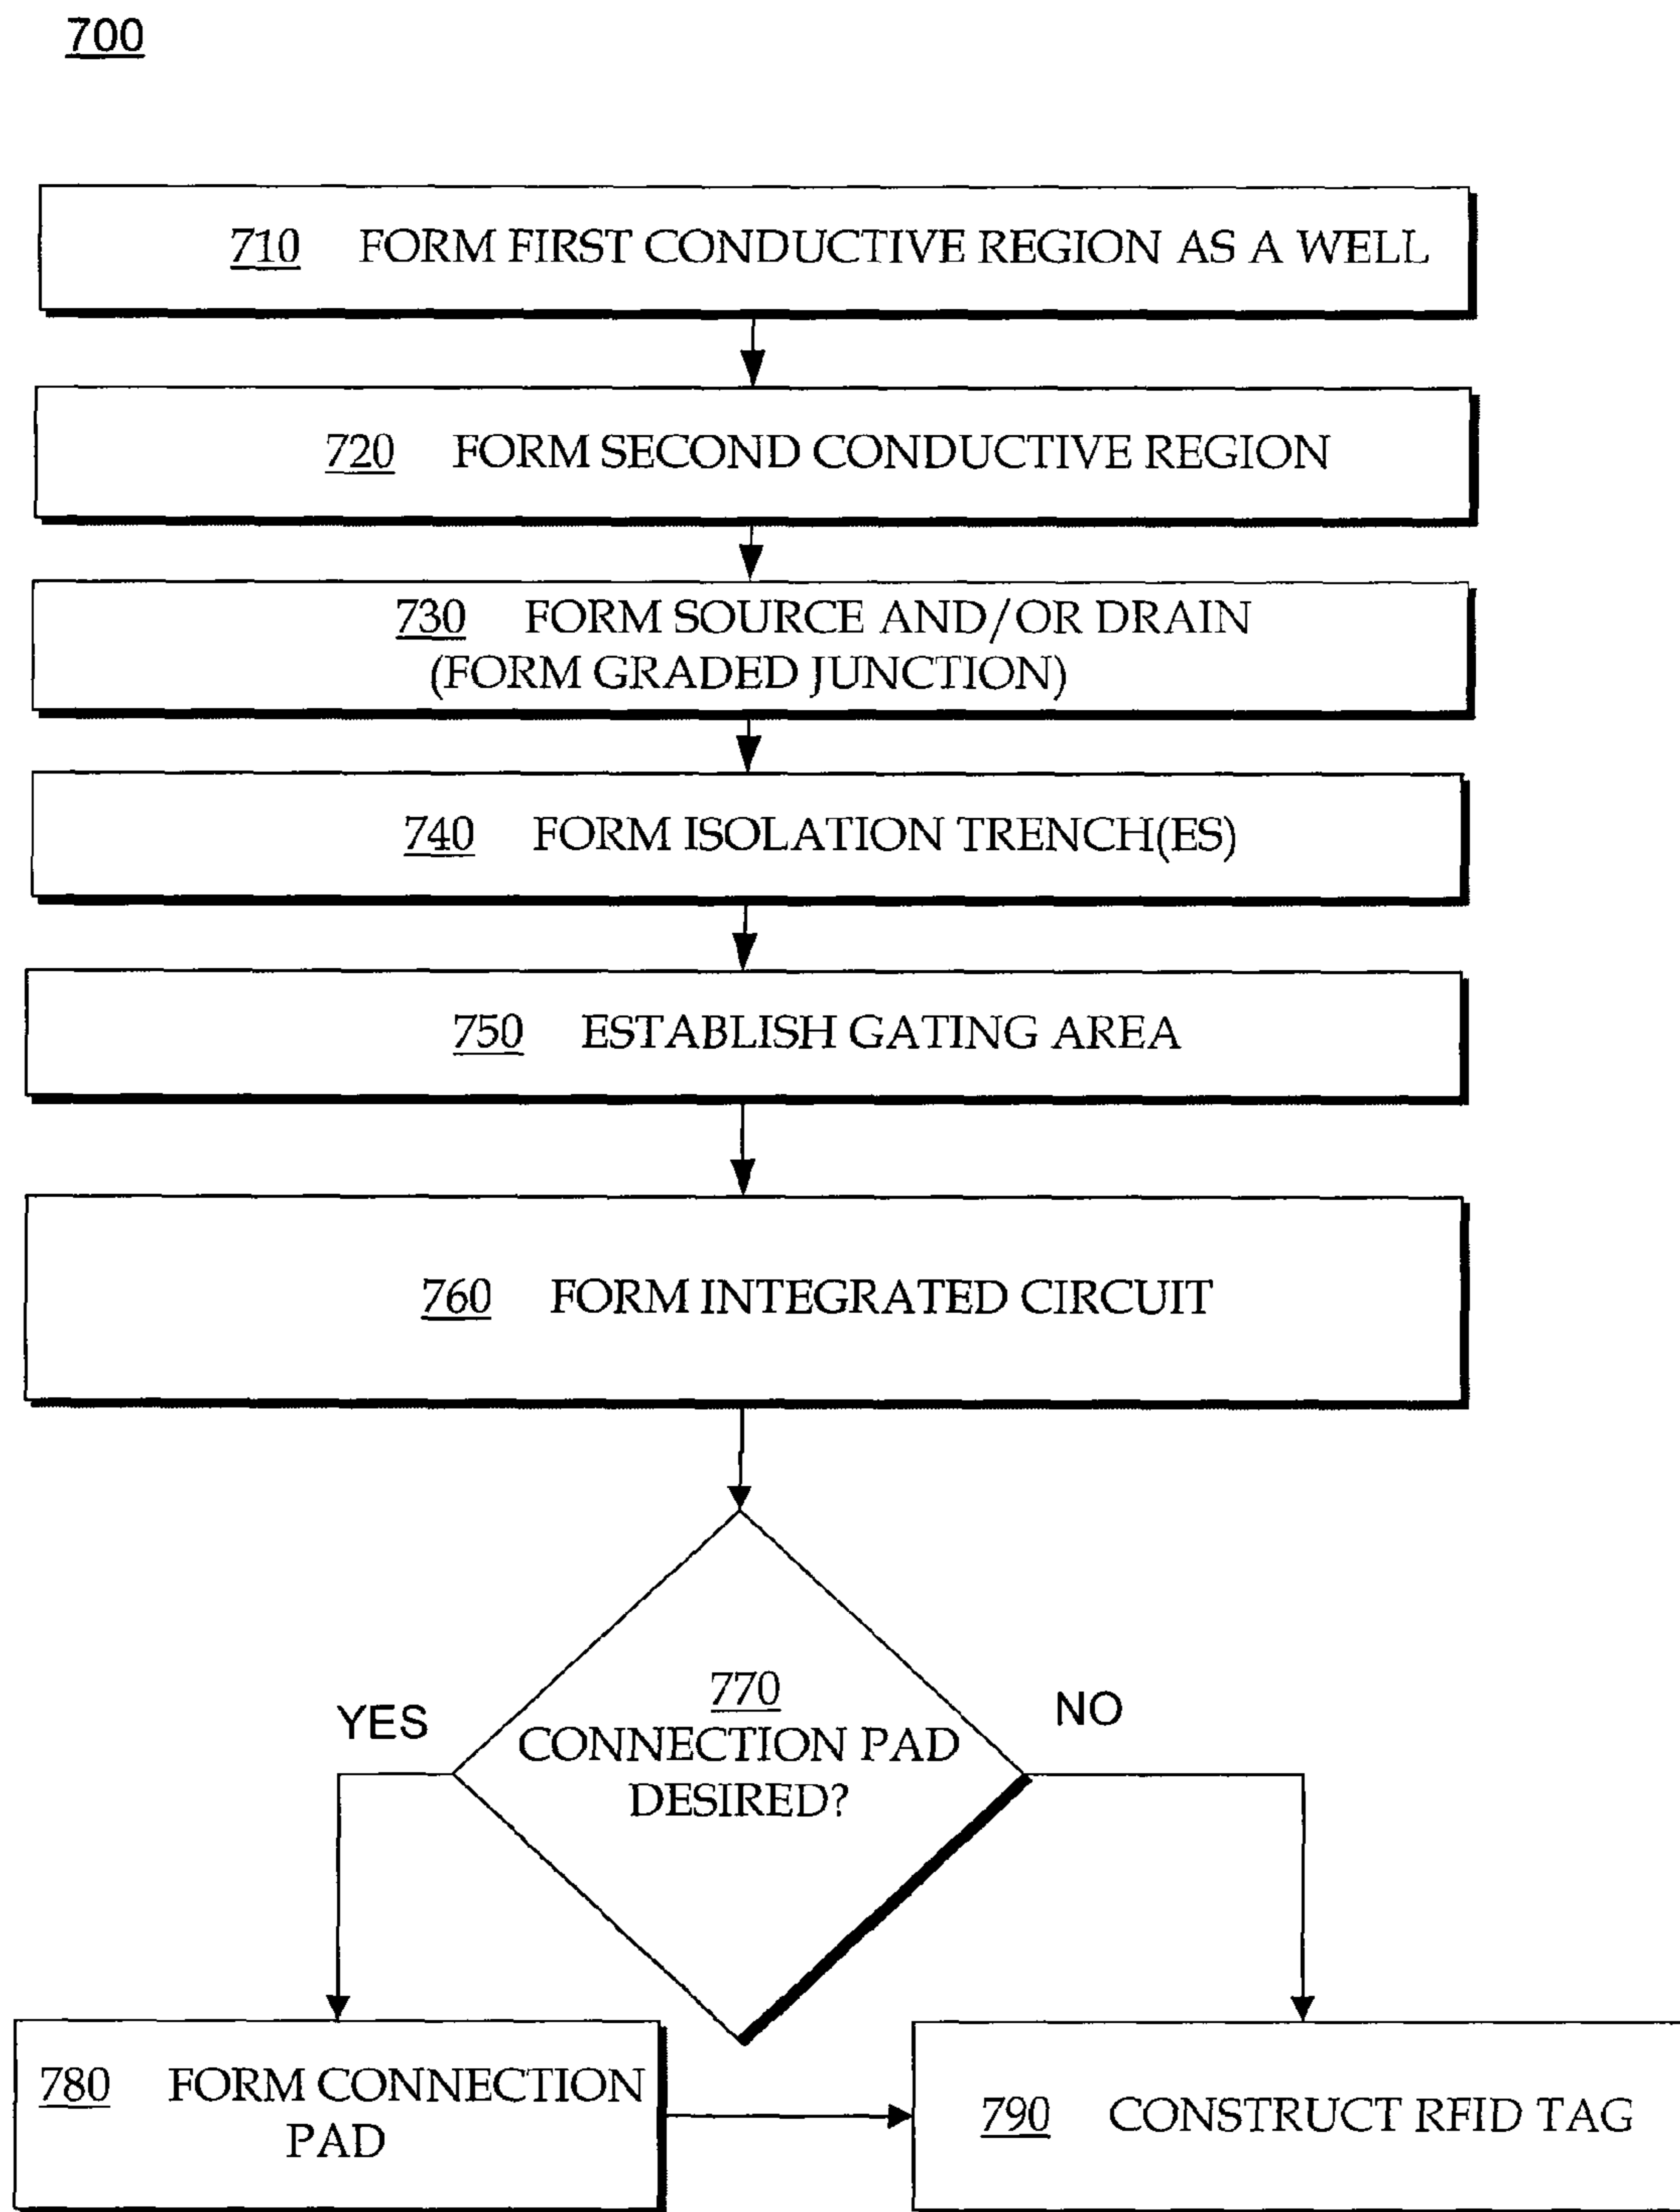 700
710 FORM FIRST CONDUCTIVE REGION AS A WELL
720 FORM SECOND CONDUCTIVE REGION
730 FORM SOURCE AND/OR DRAIN
(FORM GRADED JUNCTION)
740 FORM ISOLATION TRENCH(ES)
750 ESTABLISH GATING AREA
760 FORM INTEGRATED CIRCUIT
770
CONNECTION PAD
DESIRED?
YES
NO
780 FORM CONNECTION
PAD
790 CONSTRUCT RFID TAG